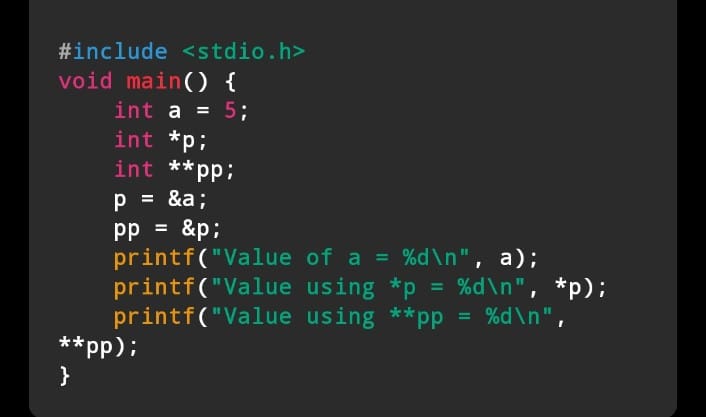 #include <stdio.h>
void main() {
    int a = 5;
    int *p;
    int **pp;
    p = &a;
    pp = &p;
    printf("Value of a = %d\n", a);
    printf("Value using *p = %d\n", *p);
    printf("Value using **pp = %d\n",
**pp);
}